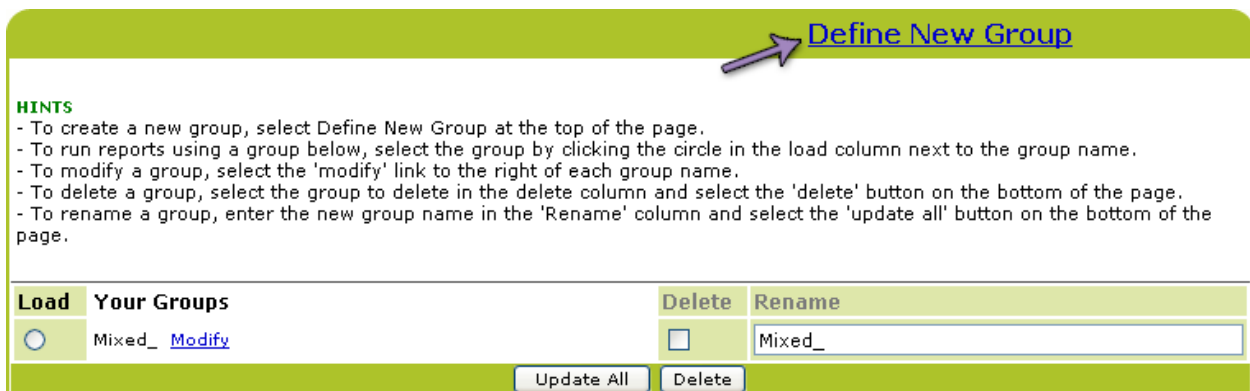 Define New Group
HINTS
- To create a new group, select Define New Group at the top of the page.
- To run reports using a group below, select the group by clicking the circle in the load column next to the group name.
- To modify a group, select the 'modify' link to the right of each group name.
- To delete a group, select the group to delete in the delete column and select the 'delete' button on the bottom of the page.
- To rename a group, enter the new group name in the 'Rename' column and select the 'update all' button on the bottom of the
page.
Load Your Groups Delete Rename
Mixed_ Modify Mixed_
Update All Delete